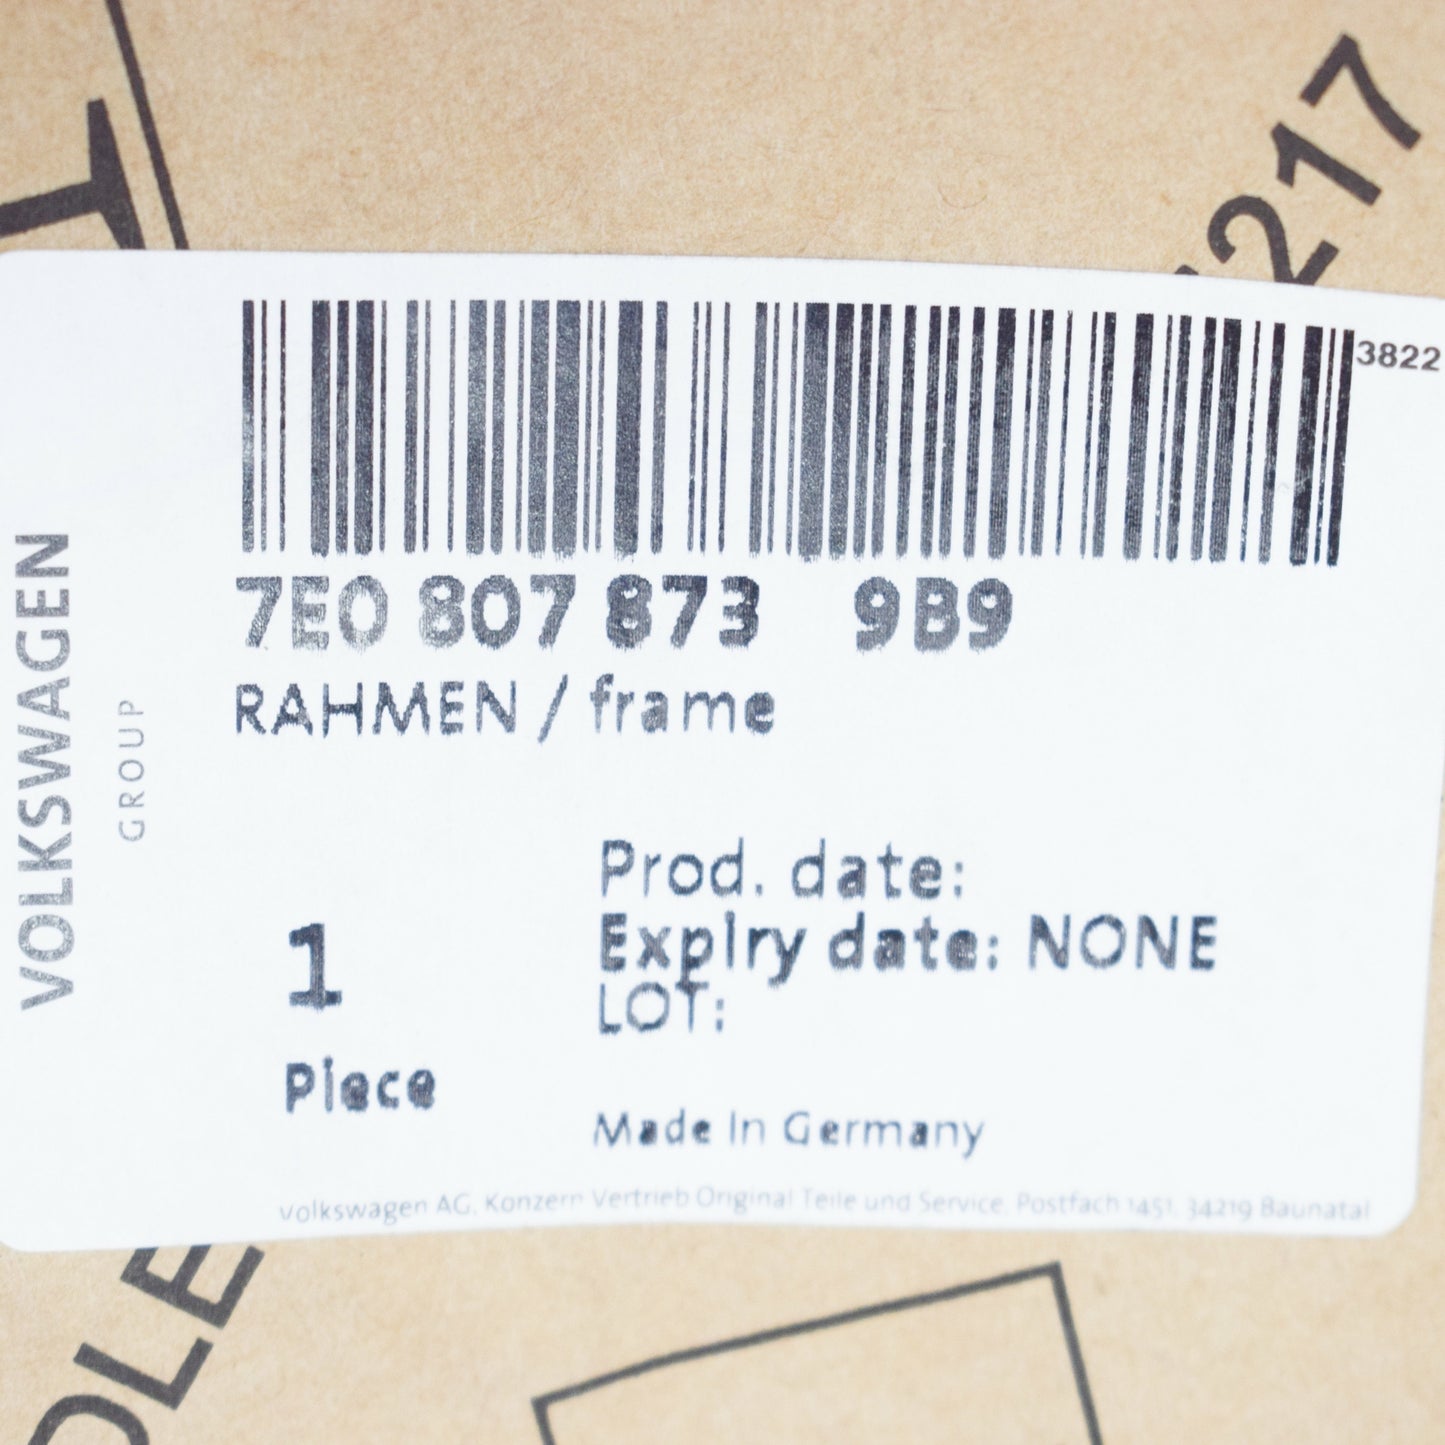 217
3822
7E0 807 873 9B9
RAHMEN / frame
VOLKSWAGEN
GROUP
Prod. date:
Expiry date: NONE
LOT:
1
Piece
Made In Germany
Volkswagen AG, Konzern Vertrieb Original Teile und Service, Postfach 1451, 34219 Baunatal